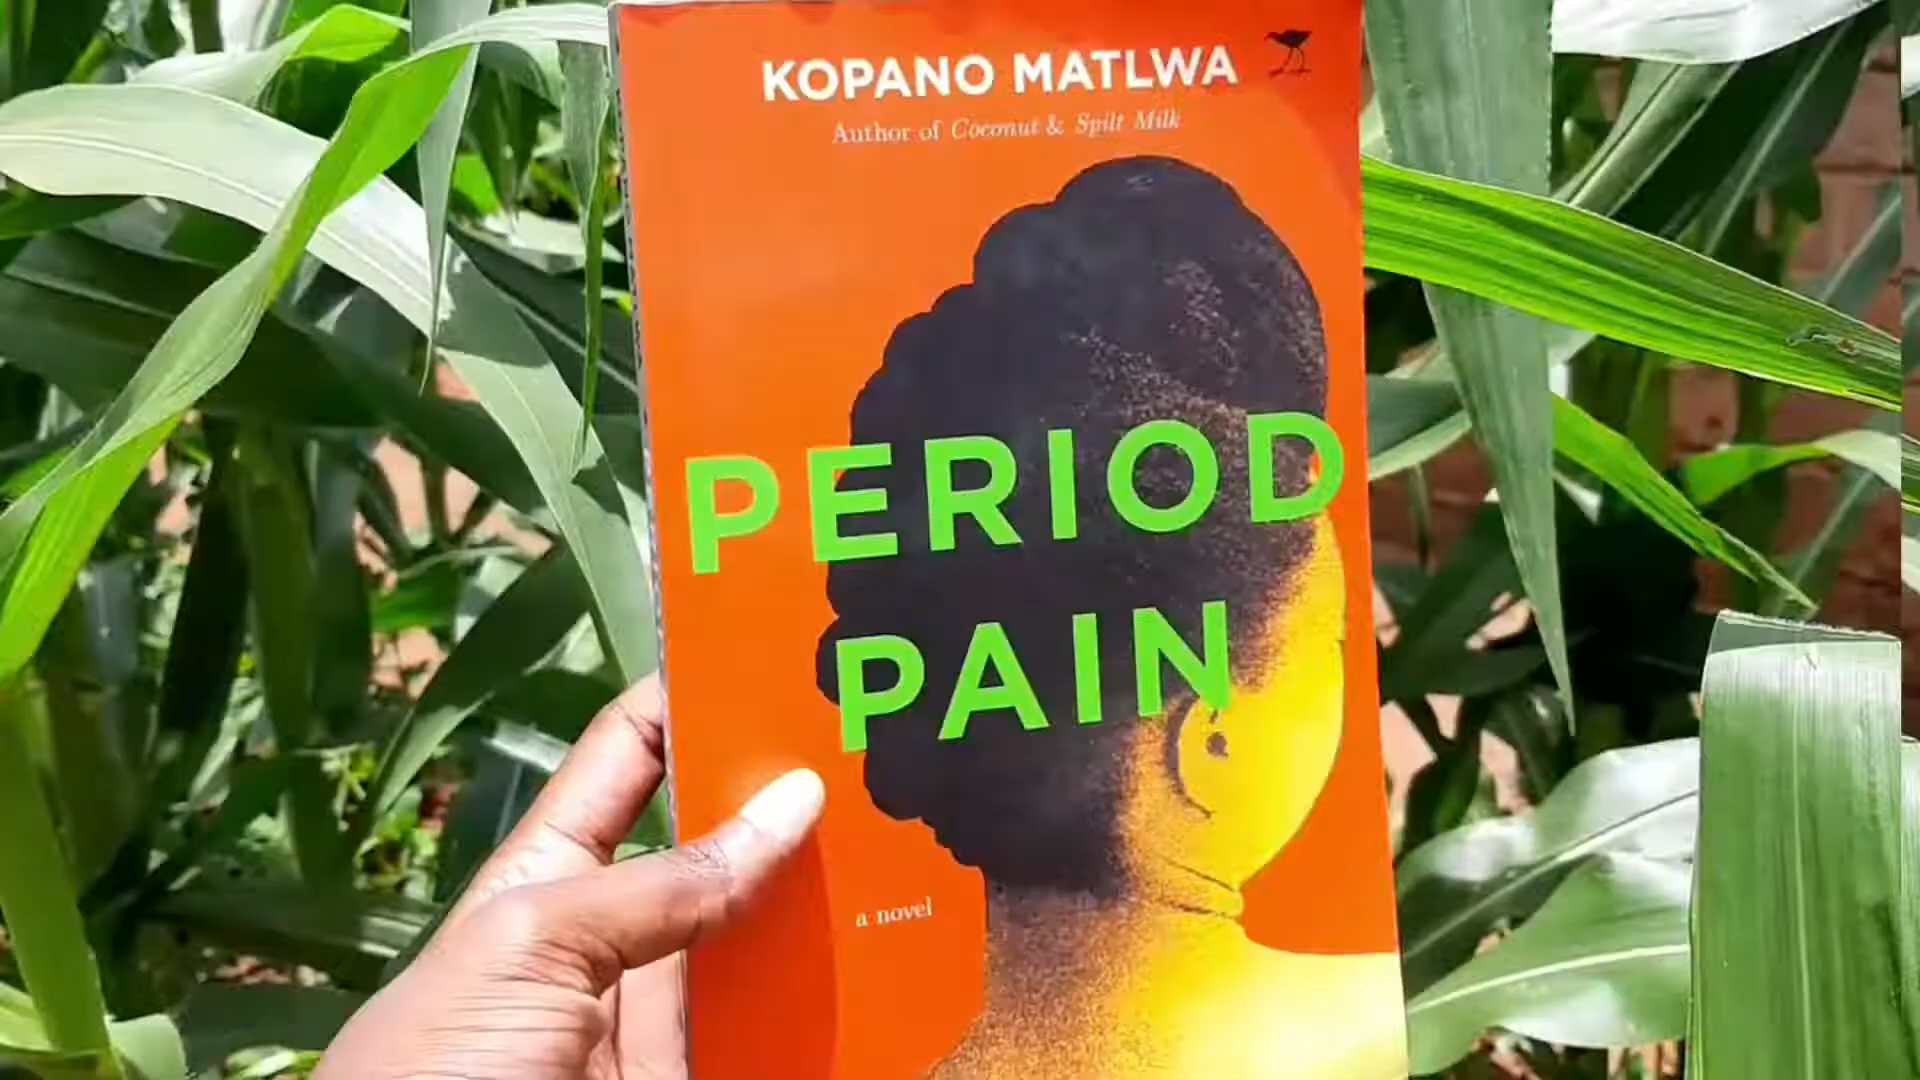 KOPANO MATLWA
Author of Coconut & Spilt Milk
PERIOD
PAIN
a novel